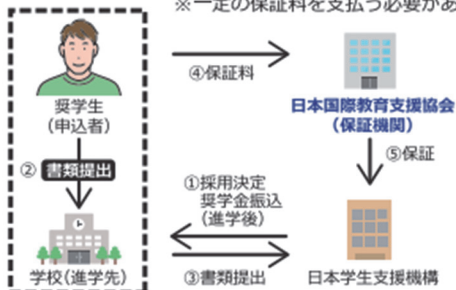 ※一定の保証料を支払う必要があ
④保証料
奨学生
(申込者)
日本国際教育支援協会
(保証機関)
② 書類提出
⑤保証
①採用決定
奨学金振込
(進学後)
学校(進学先)
③書類提出
日本学生支援機構